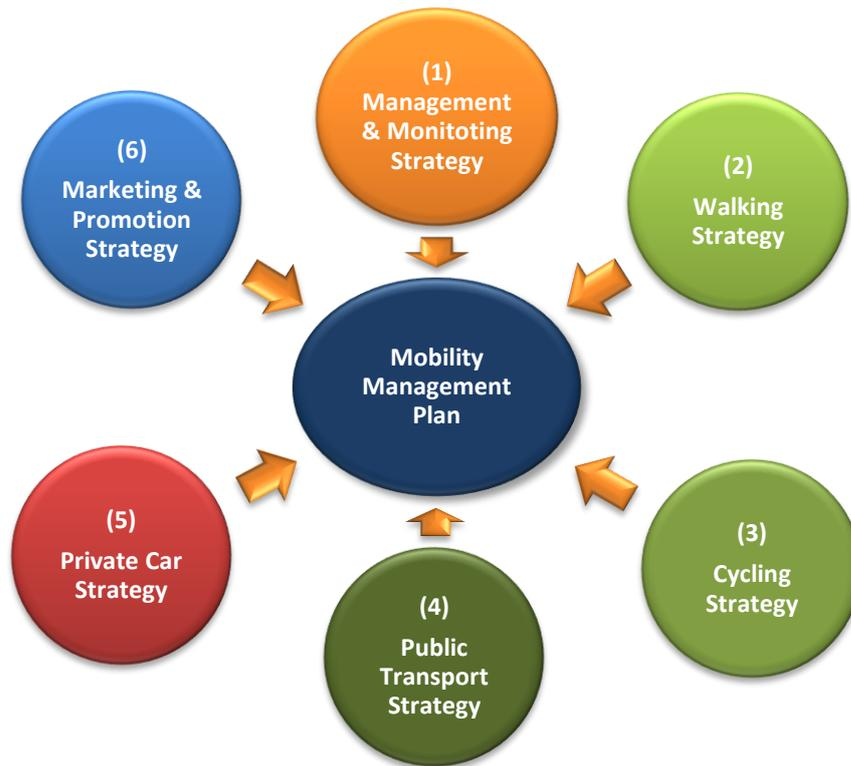 (1)
Management
& Monitoting
Strategy
(2)
Walking
Strategy
(3)
Cycling
Strategy
(4)
Public
Transport
Strategy
(5)
Private Car
Strategy
(6)
Marketing &
Promotion
Strategy
Mobility
Management
Plan